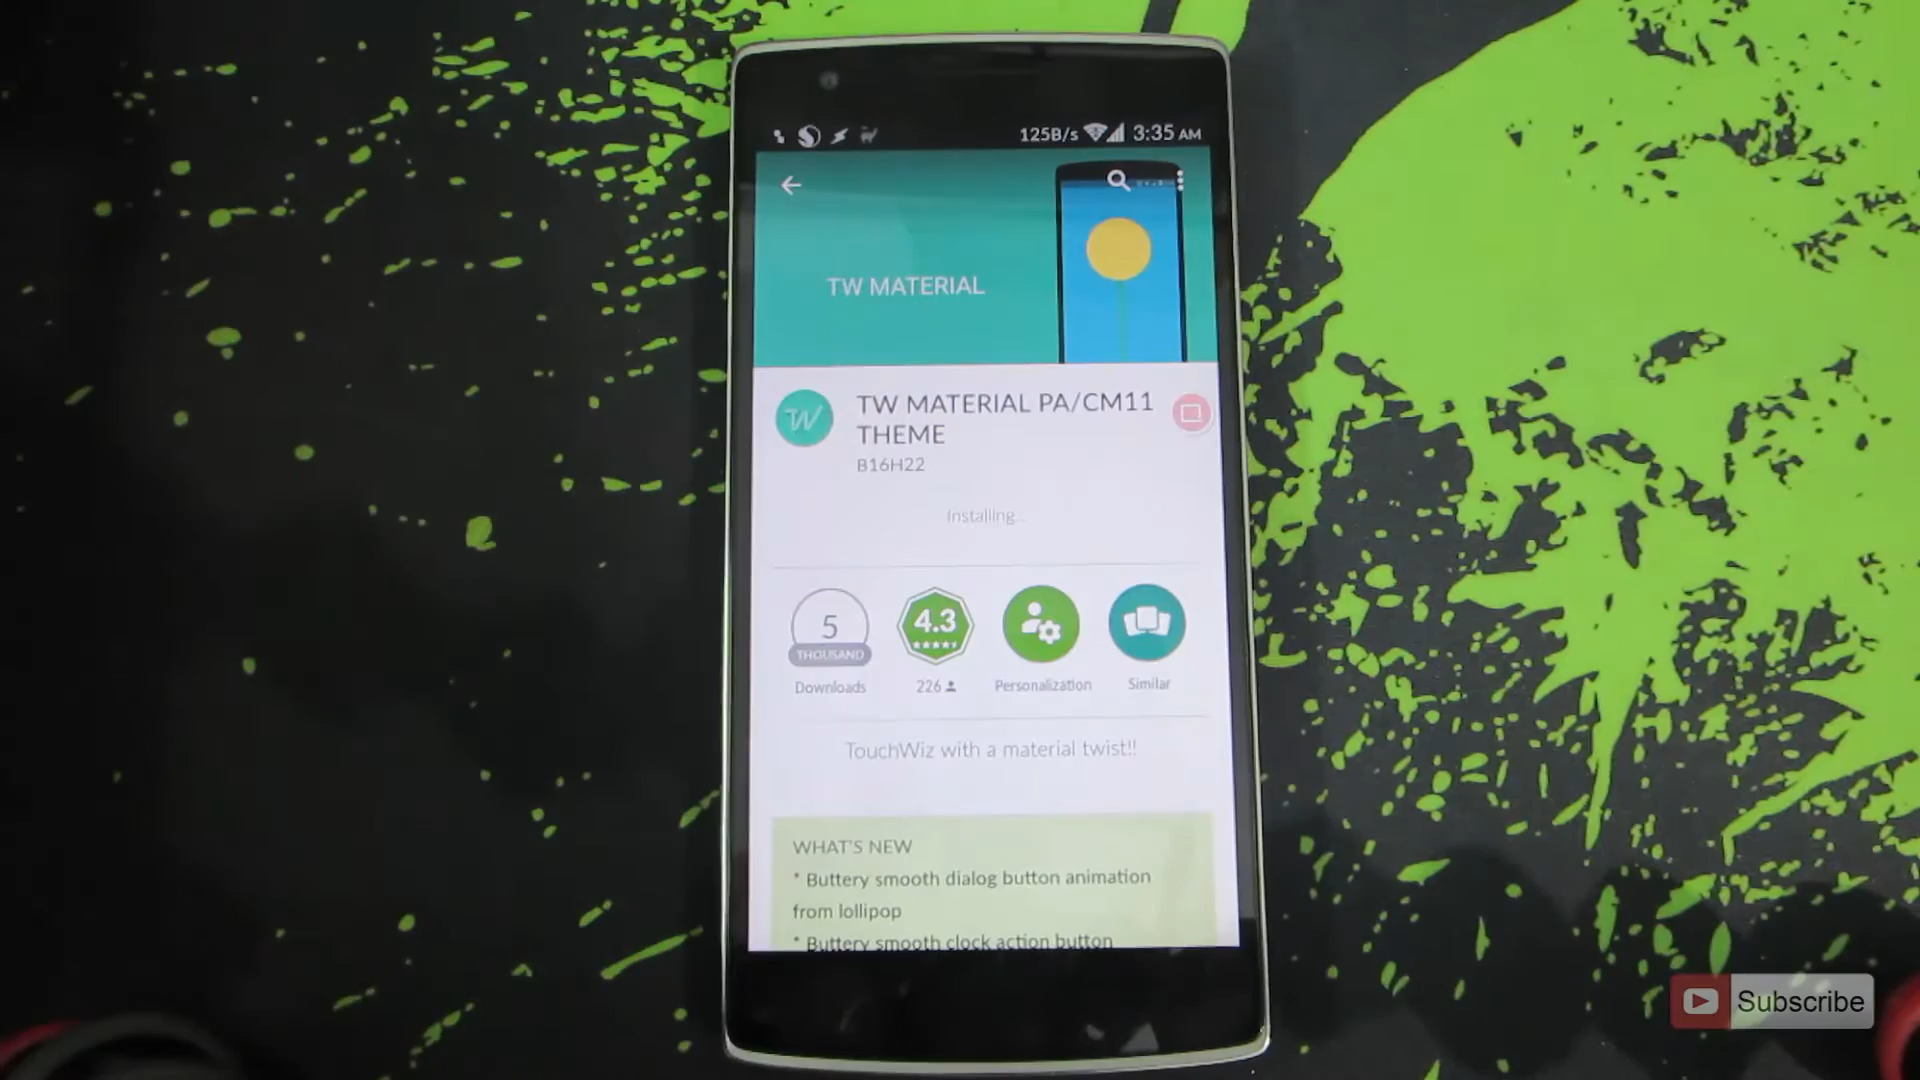 125B/s 3:35 AM
TW MATERIAL
TW
TW MATERIAL PA/CM11
THEME
B16H22
Installing...
5
THOUSAND
4.3
Downloads
226
Personalization
Similar
TouchWiz with a material twist!!
WHAT'S NEW
* Buttery smooth dialog button animation
from lollipop
* Buttery smooth clock action button
Subscribe